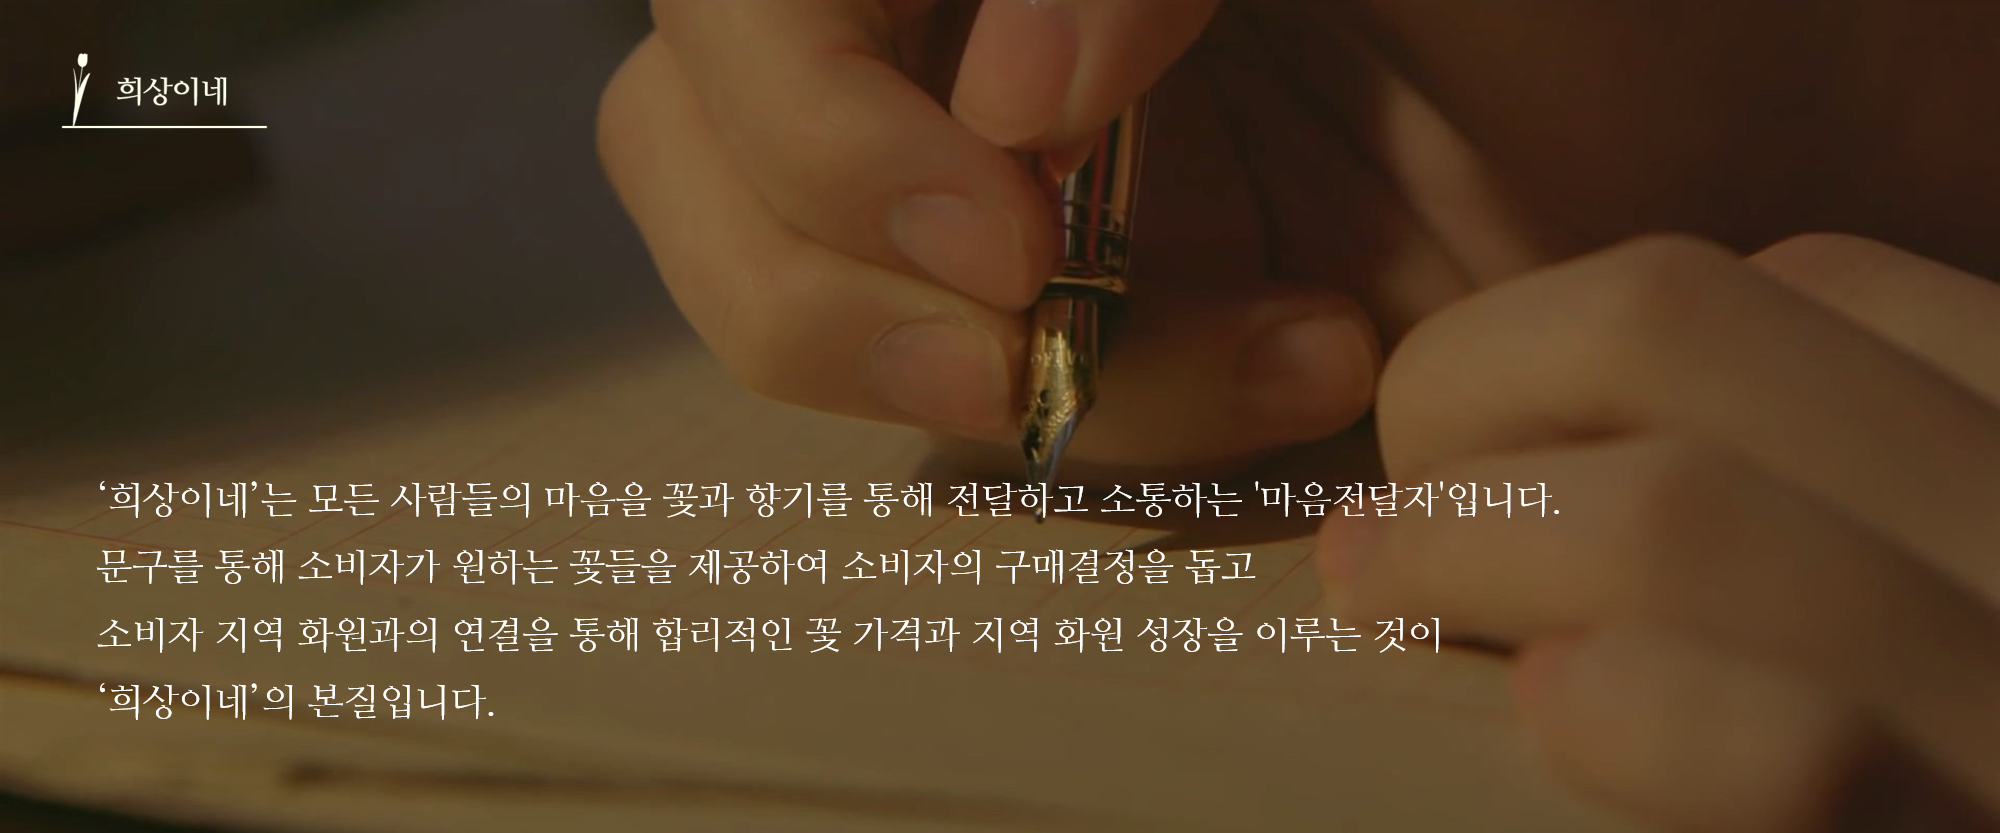 희상이네
‘희상이네’는 모든 사람들의 마음을 꽃과 향기를 통해 전달하고 소통하는 '마음전달자'입니다.
문구를 통해 소비자가 원하는 꽃들을 제공하여 소비자의 구매결정을 돕고
소비자 지역 화원과의 연결을 통해 합리적인 꽃 가격과 지역 화원 성장을 이루는 것이
‘희상이네’의 본질입니다.